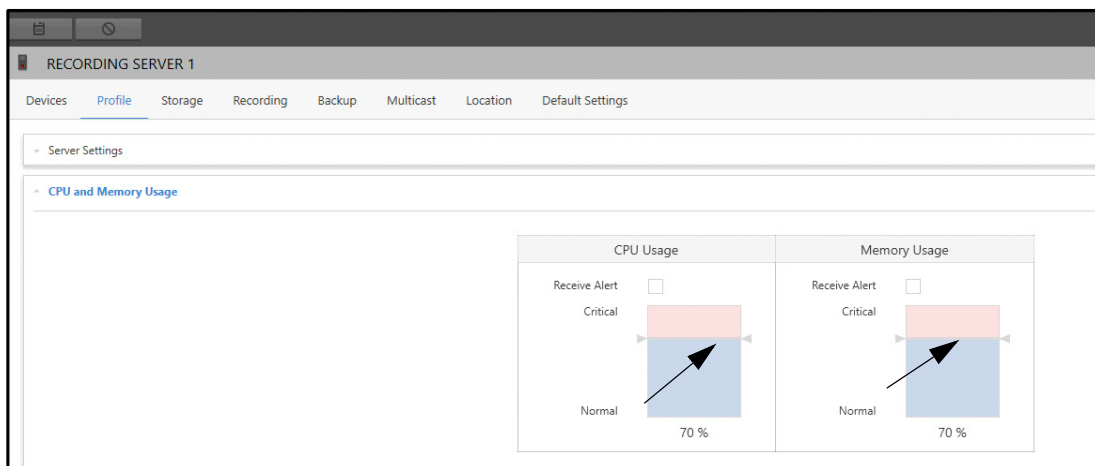 RECORDING SERVER 1
Devices Profile Storage Recording Backup Multicast Location Default Settings
Server Settings
CPU and Memory Usage
CPU Usage Memory Usage
Receive Alert Receive Alert
Critical Critical
Normal Normal
70 % 70 %